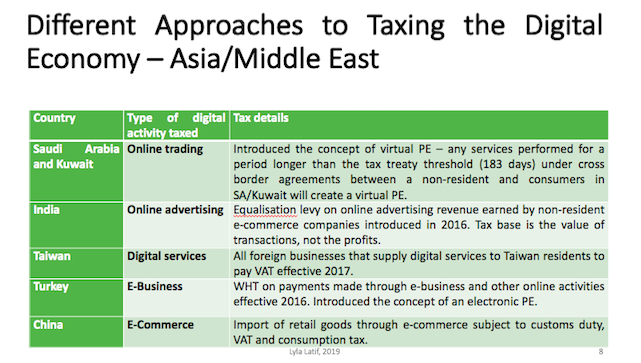 Different Approaches to Taxing the Digital
Economy – Asia/Middle East
Country Type of digital activity taxed Tax details
Saudi Arabia and Kuwait Online trading Introduced the concept of virtual PE – any services performed for a
period longer than the tax treaty threshold (183 days) under cross
border agreements between a non-resident and consumers in
SA/Kuwait will create a virtual PE.
India Online advertising Equalisation levy on online advertising revenue earned by non-resident
e-commerce companies introduced in 2016. Tax base is the value of
transactions, not the profits.
Taiwan Digital services All foreign businesses that supply digital services to Taiwan residents to
pay VAT effective 2017.
Turkey E-Business WHT on payments made through e-business and other online activities
effective 2016. Introduced the concept of an electronic PE.
China E-Commerce Import of retail goods through e-commerce subject to customs duty,
VAT and consumption tax.
Lyla Latif, 2019 8